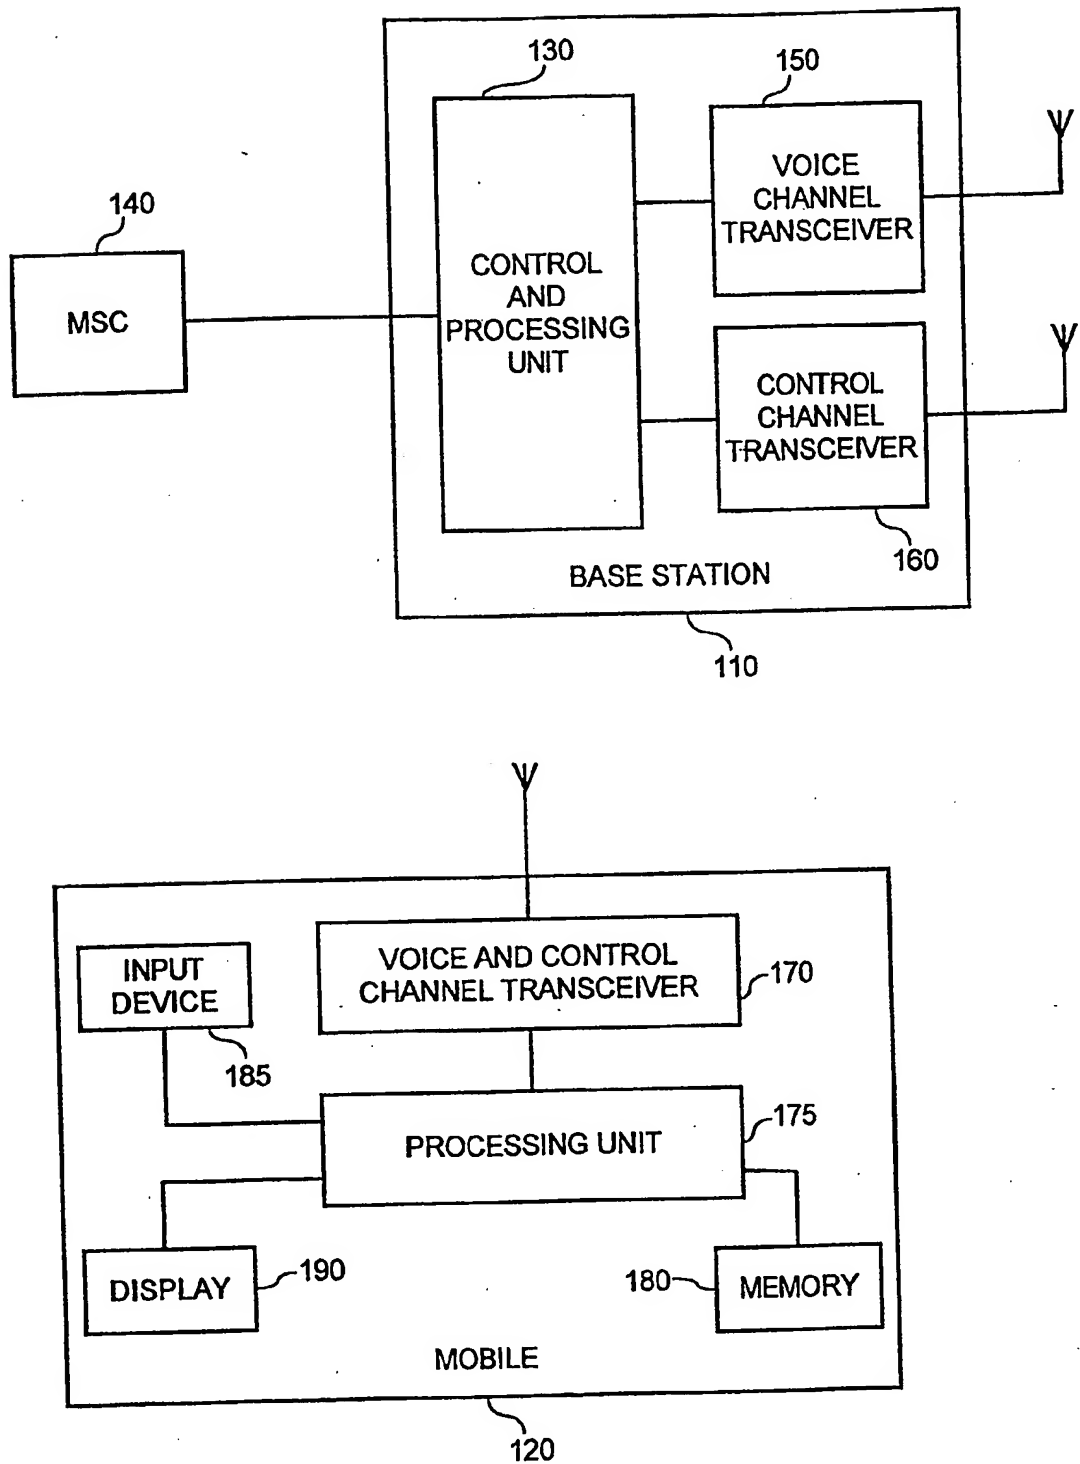 130
150
VOICE
CHANNEL
TRANSCEIVER
140
MSC
CONTROL
AND
PROCESSING
UNIT
CONTROL
CHANNEL
TRANSCEIVER
160
BASE STATION
110
INPUT
DEVICE
185
VOICE AND CONTROL
CHANNEL TRANSCEIVER
170
PROCESSING UNIT
175
DISPLAY
190
180
MEMORY
MOBILE
120